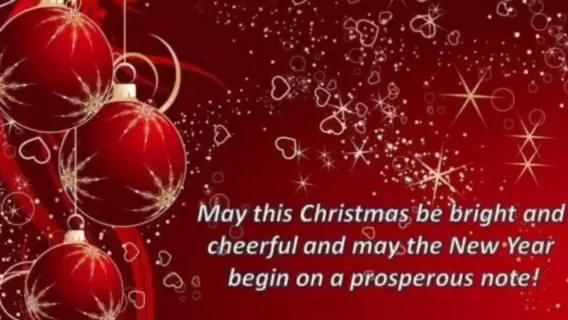 May this Christmas be bright and
cheerful and may the New Year
begin on a prosperous note!